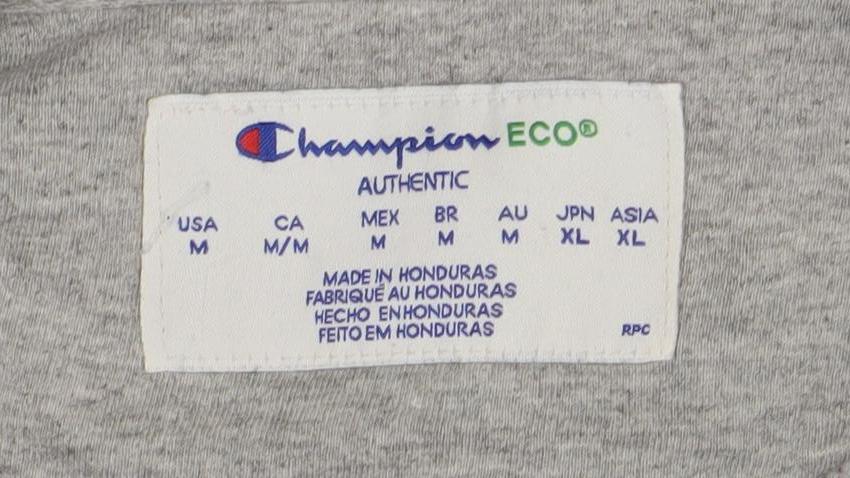 Champion ECO®
AUTHENTIC
USA CA MEX BR AU JPN ASIA
M M/M M M M XL XL
MADE IN HONDURAS
FABRIQUÉ AU HONDURAS
HECHO EN HONDURAS
FEITO EM HONDURAS
RPC